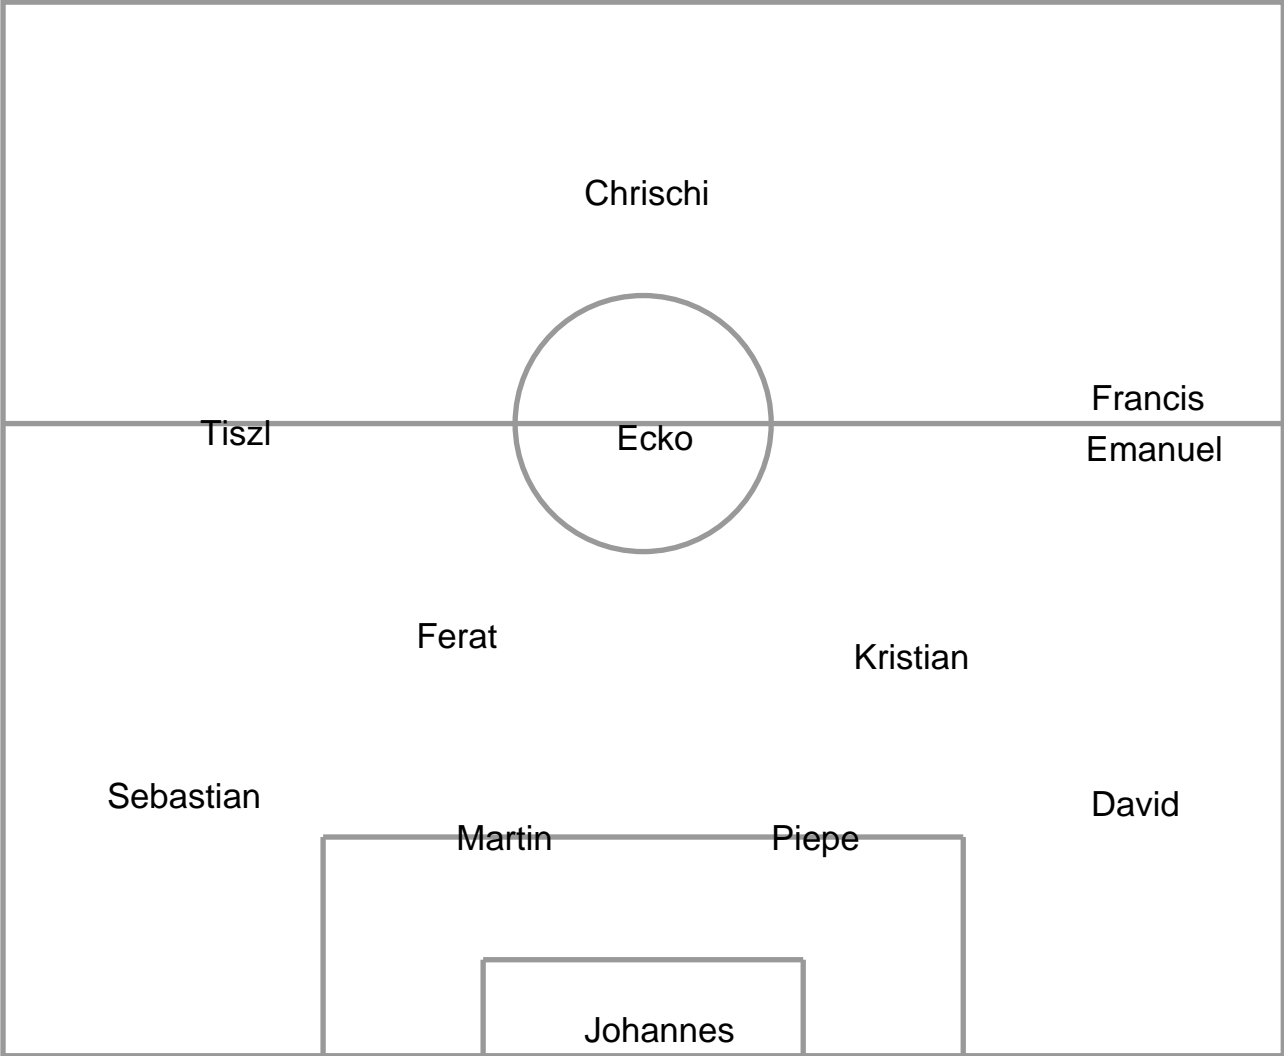 Chrischi
Francis
Tiszl
Ecko
Emanuel
Ferat
Kristian
Sebastian
David
Martin
Piepe
Johannes